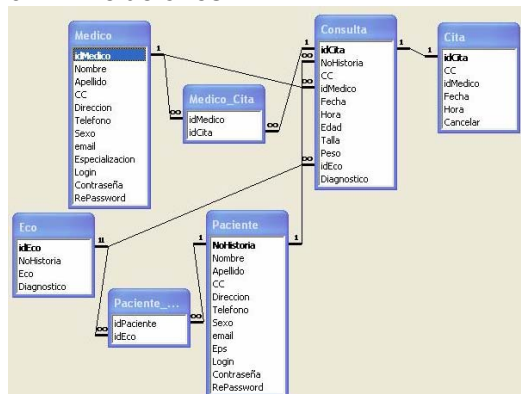 Medico
idMedico
Nombre
Apellido
CC
Direccion
Telefono
Sexo
email
Especializacion
Login
Contraseña
RePassword
1
∞
Medico_Cita
idMedico
idCita
∞
Consulta
idCita
NoHistoria
CC
idMedico
Fecha
Hora
Edad
Talla
Peso
idEco
Diagnostico
1
∞
∞
∞
1
Cita
idCita
CC
idMedico
Fecha
Hora
Cancelar
1
Eco
idEco
NoHistoria
Eco
Diagnostico
11
Paciente_...
idPaciente
idEco
∞
∞
Paciente
NoHistoria
Nombre
Apellido
CC
Direccion
Telefono
Sexo
email
Eps
Login
Contraseña
RePassword
1
1